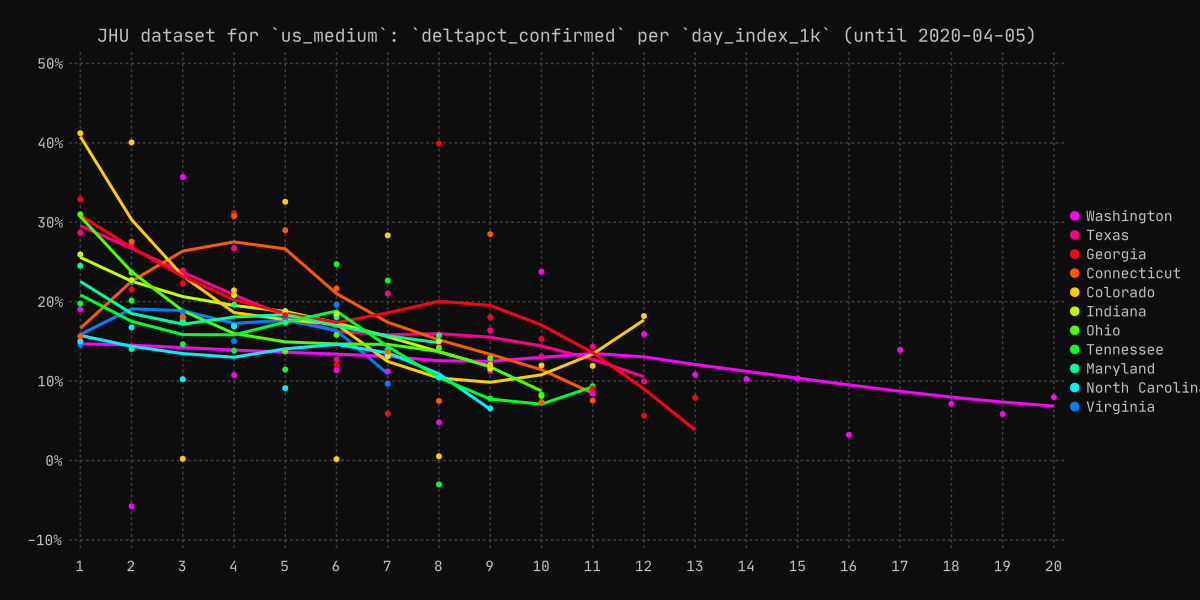 JHU dataset for `us_medium`: `deltapct_confirmed` per `day_index_1k` (until 2020-04-05)
50%
40%
30%
20%
10%
0%
-10%
1 2 3 4 5 6 7 8 9 10 11 12 13 14 15 16 17 18 19 20
Washington
Texas
Georgia
Connecticut
Colorado
Indiana
Ohio
Tennessee
Maryland
North Carolina
Virginia